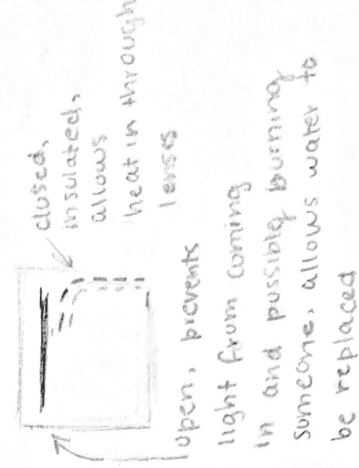 closed,
insulated,
allows
heat in through
lenses
open, prevents
light from coming
in and possibly burning
someone, allows water to
be replaced